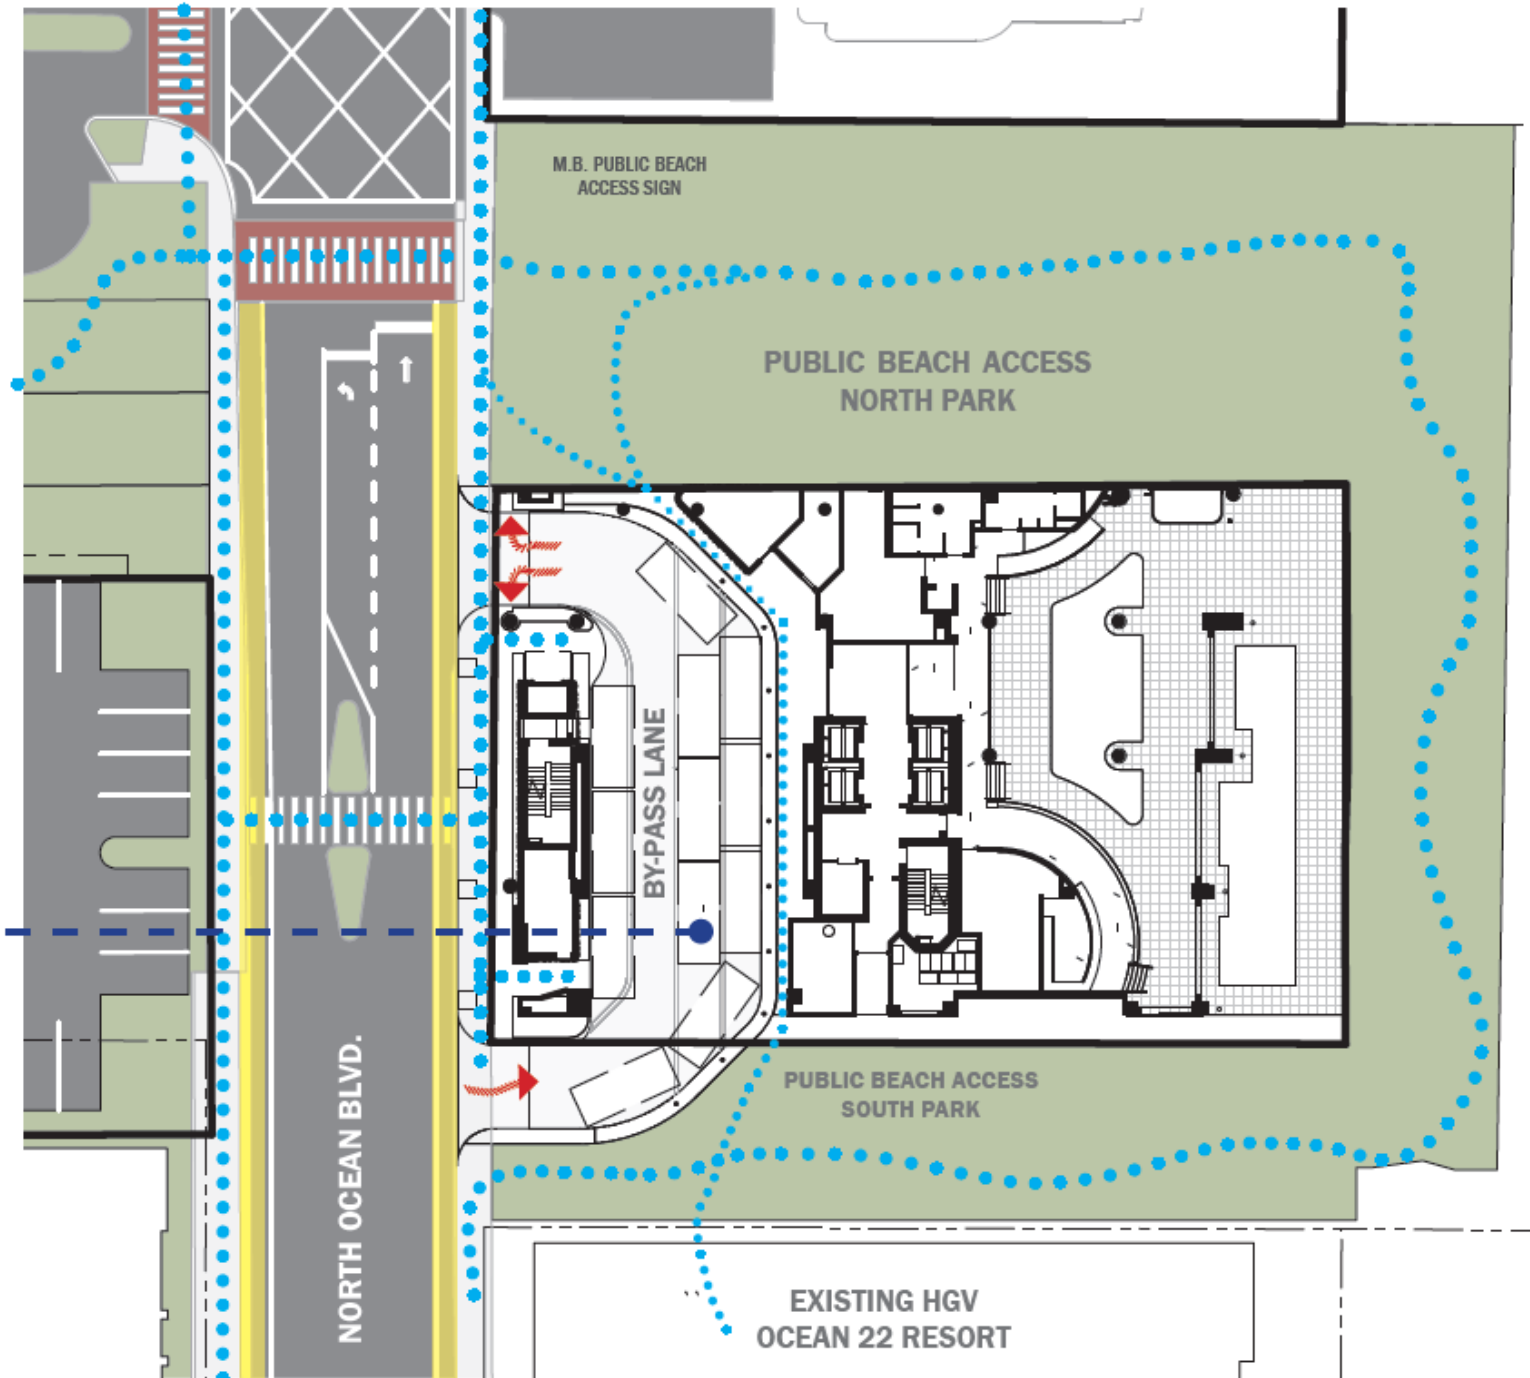 M.B. PUBLIC BEACH
ACCESS SIGN
PUBLIC BEACH ACCESS
NORTH PARK
BY-PASS LANE
PUBLIC BEACH ACCESS
SOUTH PARK
NORTH OCEAN BLVD.
EXISTING HGV
OCEAN 22 RESORT